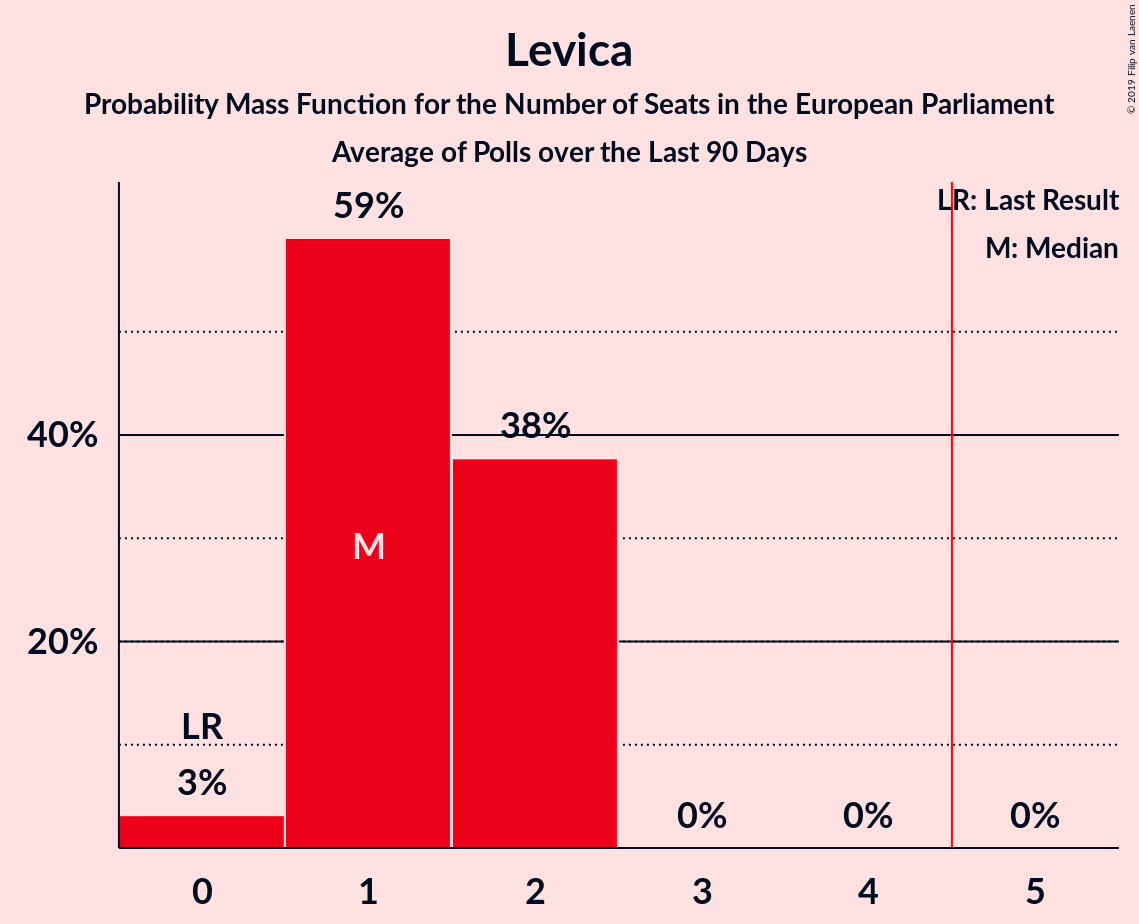 Levica
Probability Mass Function for the Number of Seats in the European Parliament
Average of Polls over the Last 90 Days
© 2019 Filip van Laenen
LR: Last Result
M: Median
59%
38%
40%
M
20%
LR
3%
0%
0%
0%
0
1
2
3
4
5